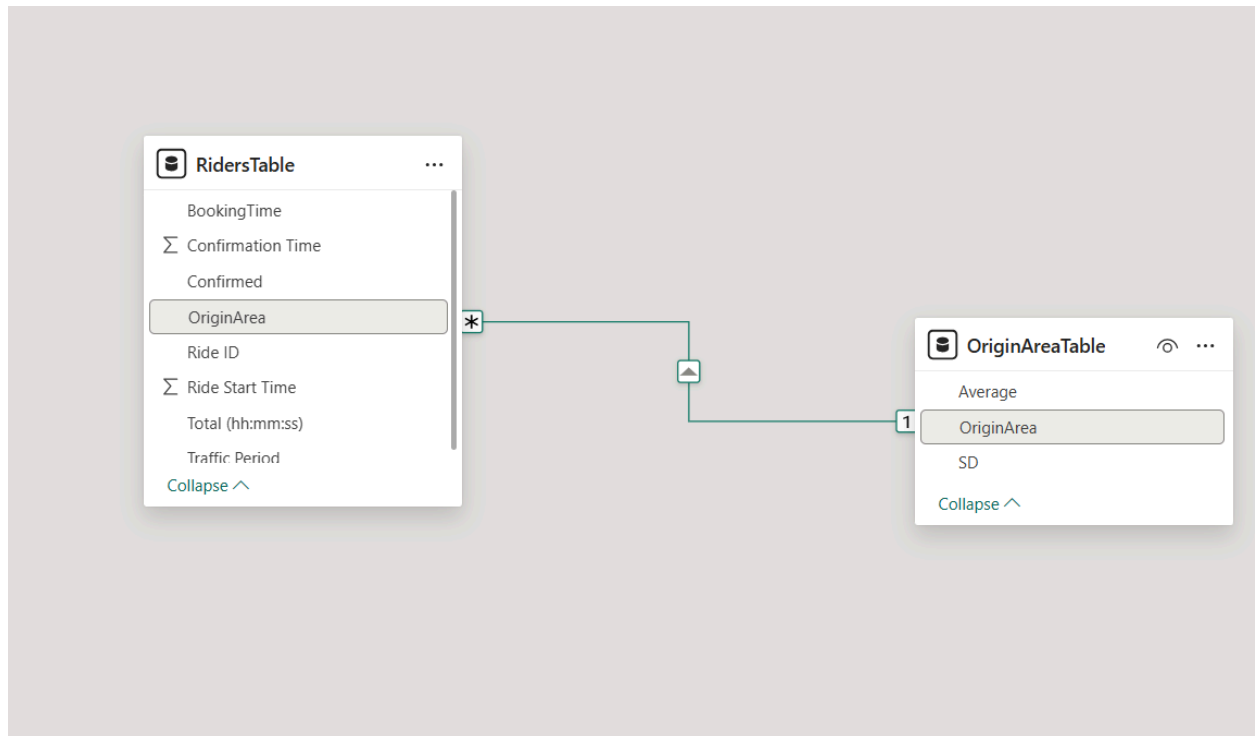 RidersTable
BookingTime
Σ Confirmation Time
Confirmed
OriginArea
Ride ID
Σ Ride Start Time
Total (hh:mm:ss)
Traffic Period
Collapse
*
1
OriginAreaTable
Average
OriginArea
SD
Collapse